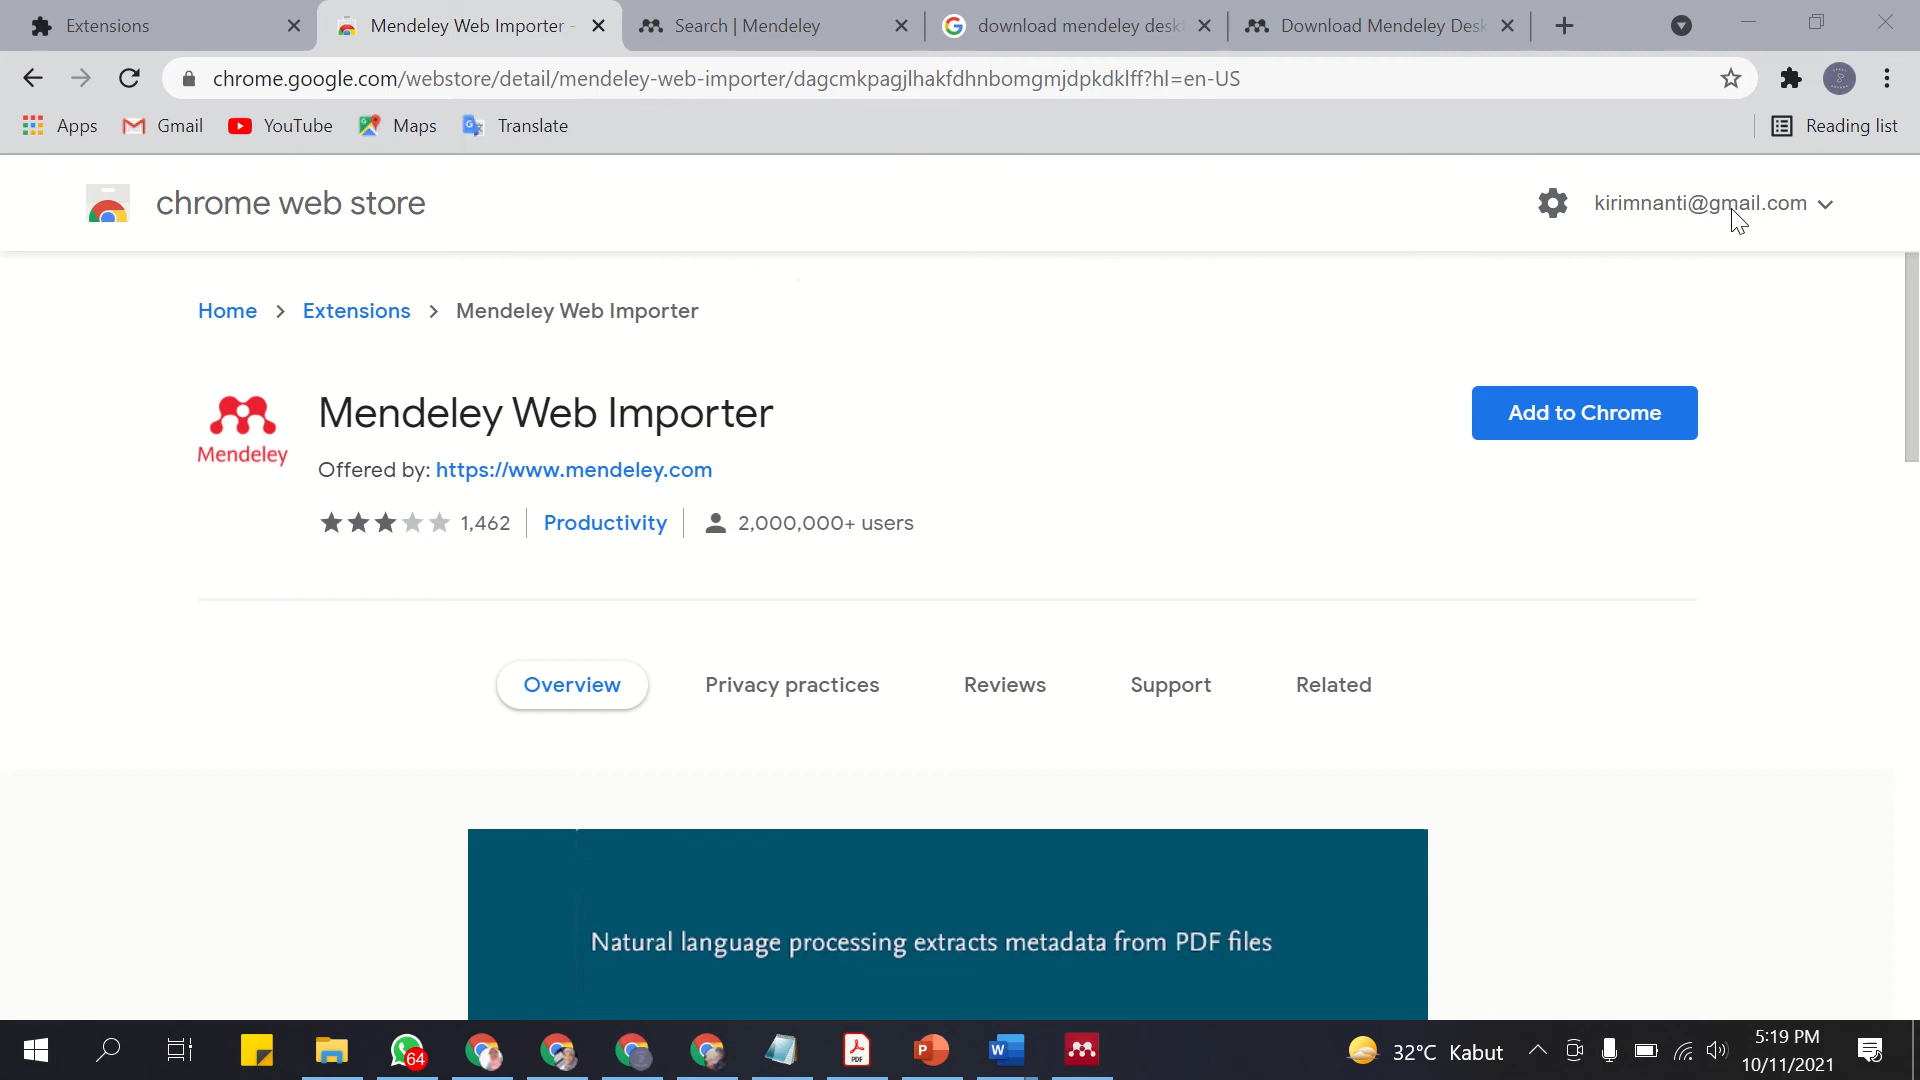 Extensions
Mendeley Web Importer -
Search | Mendeley
download mendeley deskt
Download Mendeley Desk
chrome.google.com/webstore/detail/mendeley-web-importer/dagcmkpagjlhakfdhnbomgmjdpkdklff?hl=en-US
Apps Gmail YouTube Maps Translate Reading list
chrome web store
kirimnanti@gmail.com
Home > Extensions > Mendeley Web Importer
Mendeley
Mendeley Web Importer
Add to Chrome
Offered by: https://www.mendeley.com
1,462 Productivity 2,000,000+ users
Overview Privacy practices Reviews Support Related
Natural language processing extracts metadata from PDF files
64
PDF
P
W
32°C Kabut
5:19 PM
10/11/2021